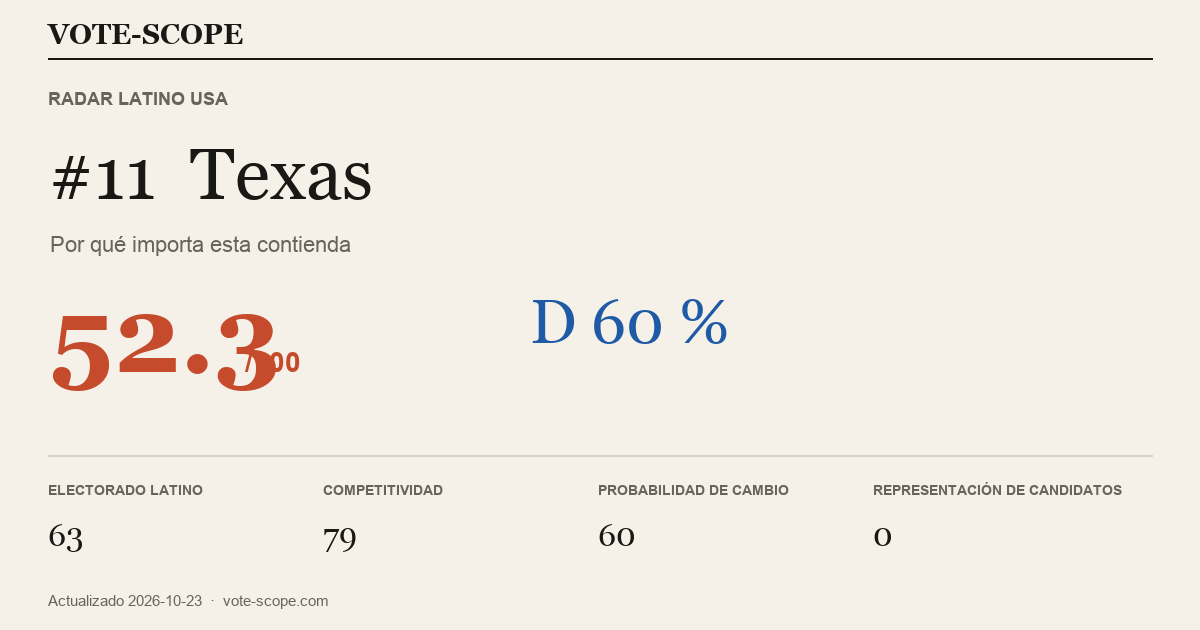 VOTE-SCOPE
RADAR LATINO USA
#11 Texas
Por qué importa esta contienda
52.3
D 60 %
ELECTORADO LATINO
COMPETITIVIDAD
PROBABILIDAD DE CAMBIO
REPRESENTACIÓN DE CANDIDATOS
63
79
60
0
Actualizado 2026-10-23 · vote-scope.com